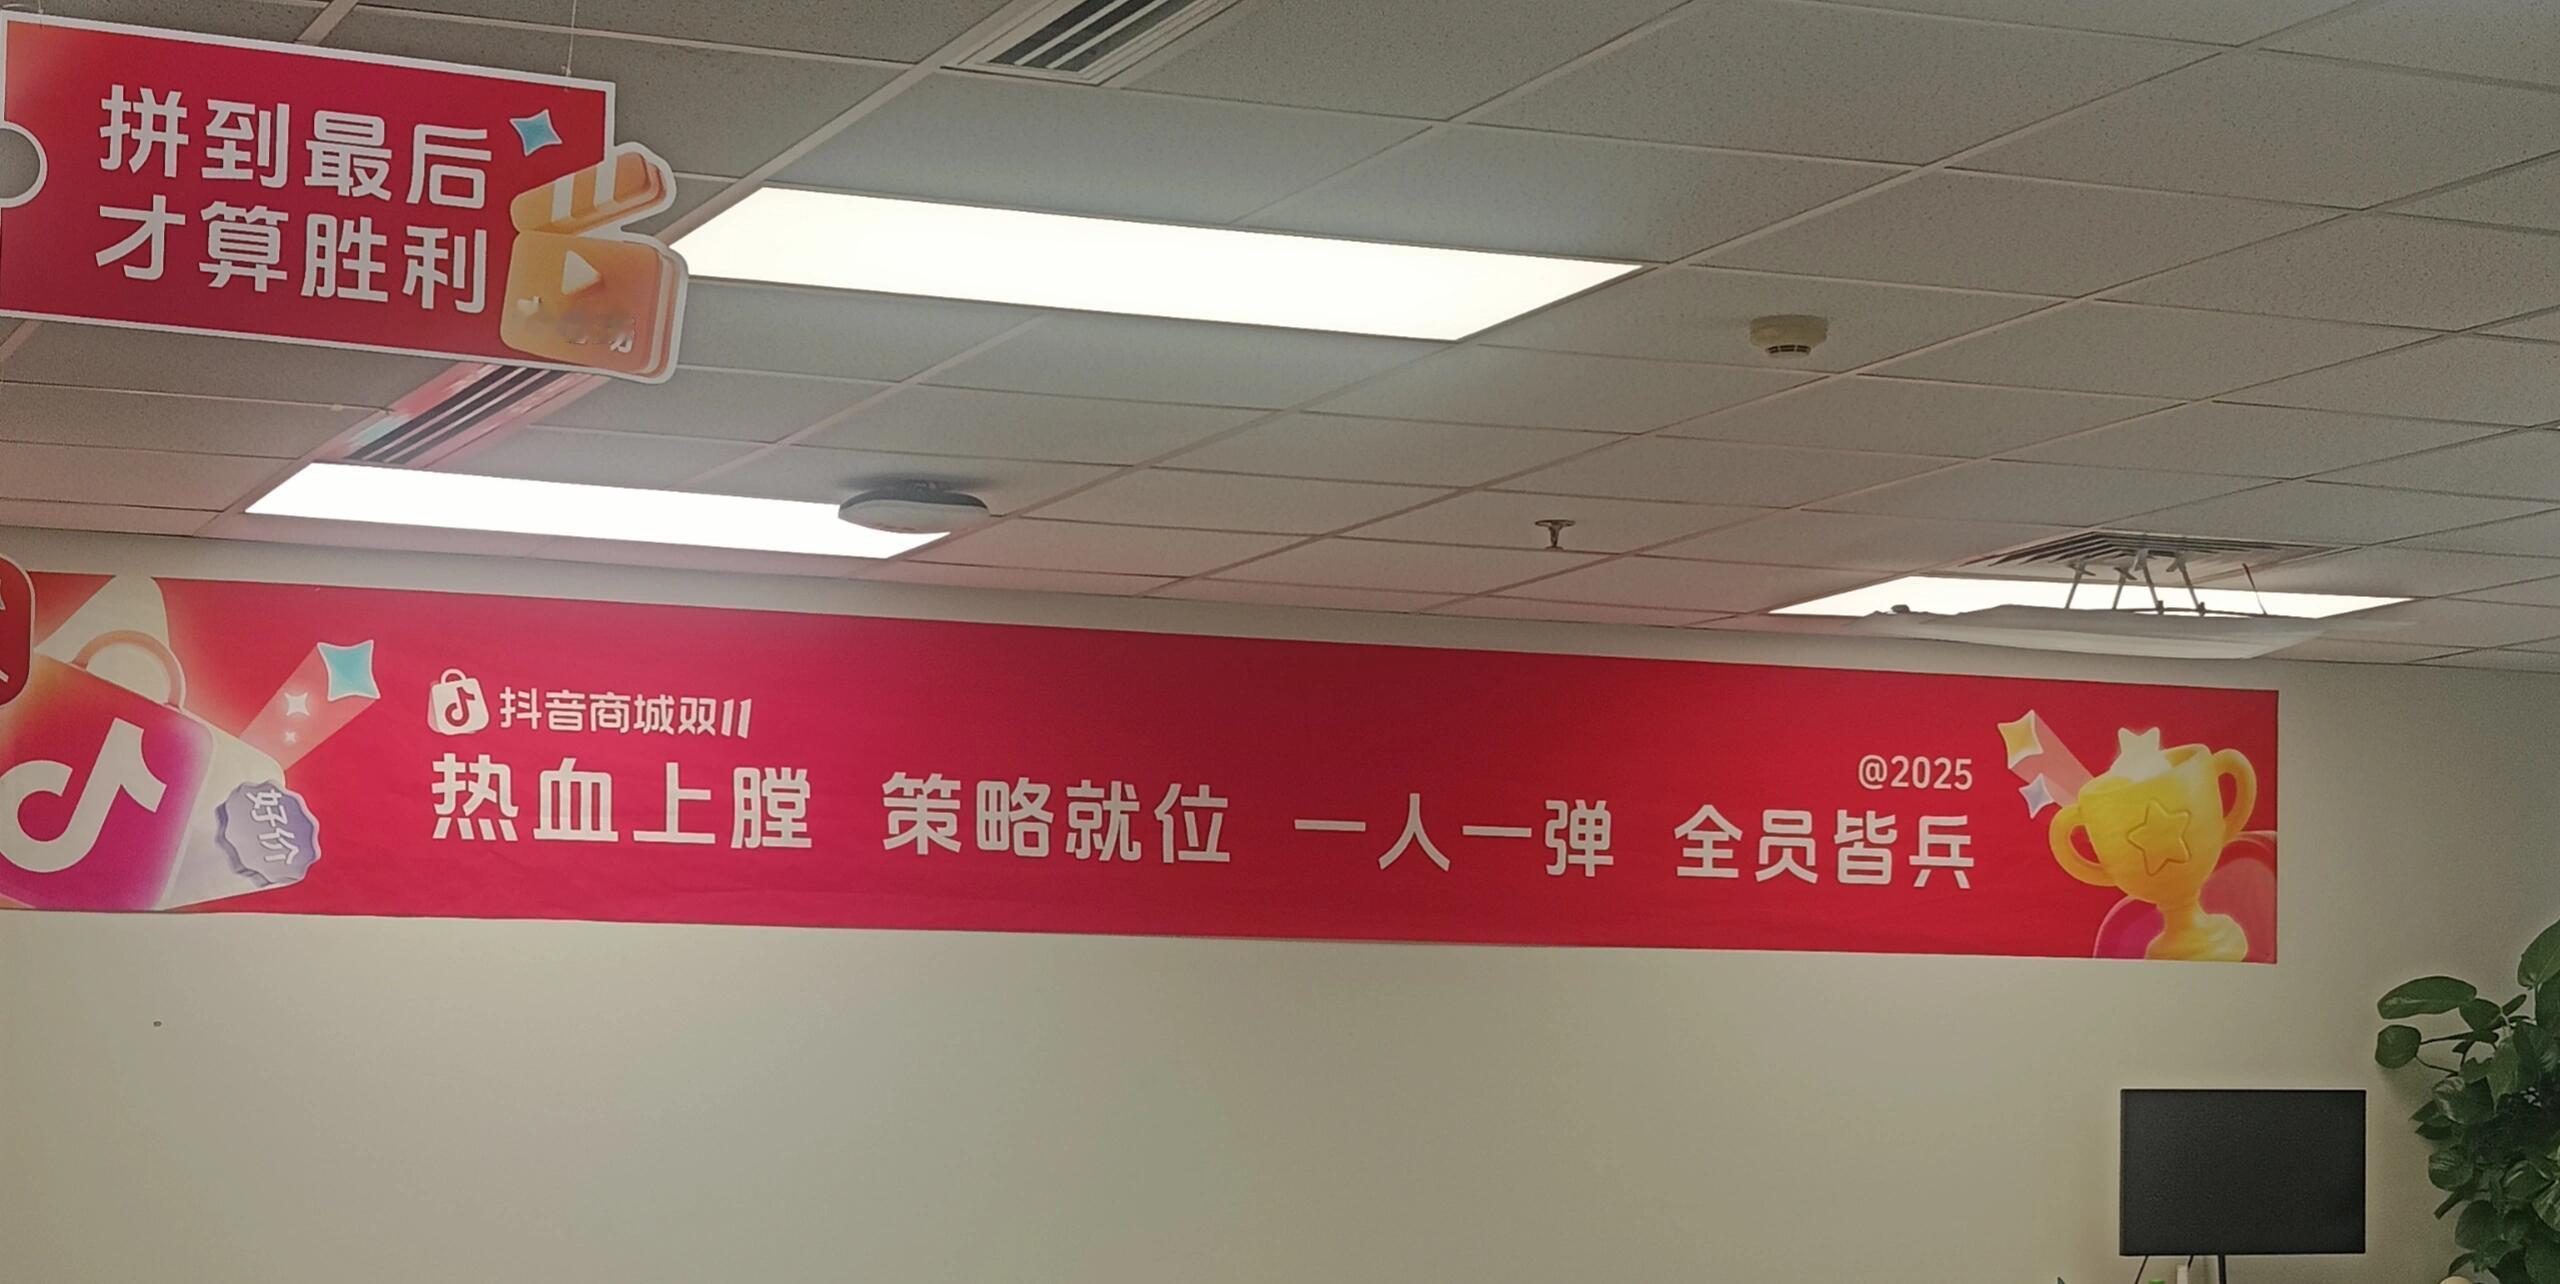 拼到最后
才算胜利
抖音商城双11
@2025
热血上膛 策略就位 一人一弹 全员皆兵
好价